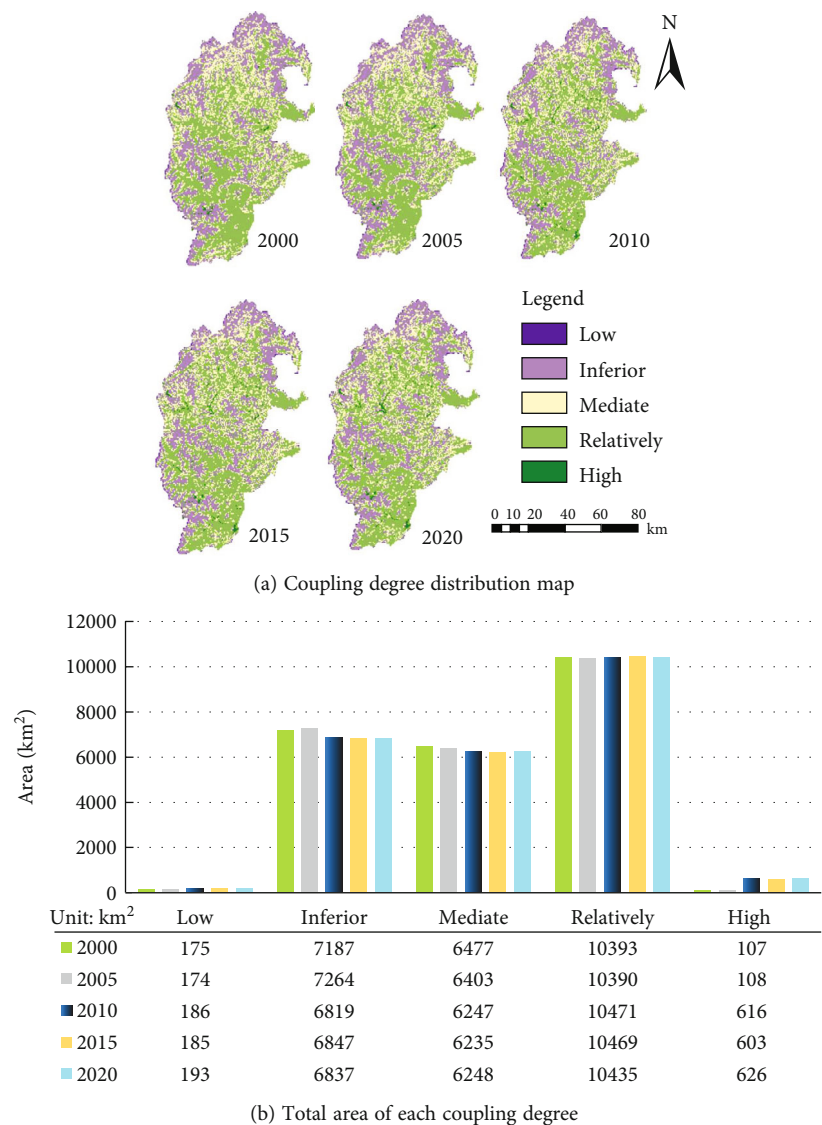 N
2000
2005
2010
2015
2020
Legend
Low
Inferior
Mediate
Relatively
High
0 10 20 40 60 80
km
(a) Coupling degree distribution map
12000
10000
8000
6000
4000
2000
0
Area (km²)
Unit: km² Low Inferior Mediate Relatively High
2000 175 7187 6477 10393 107
2005 174 7264 6403 10390 108
2010 186 6819 6247 10471 616
2015 185 6847 6235 10469 603
2020 193 6837 6248 10435 626
(b) Total area of each coupling degree